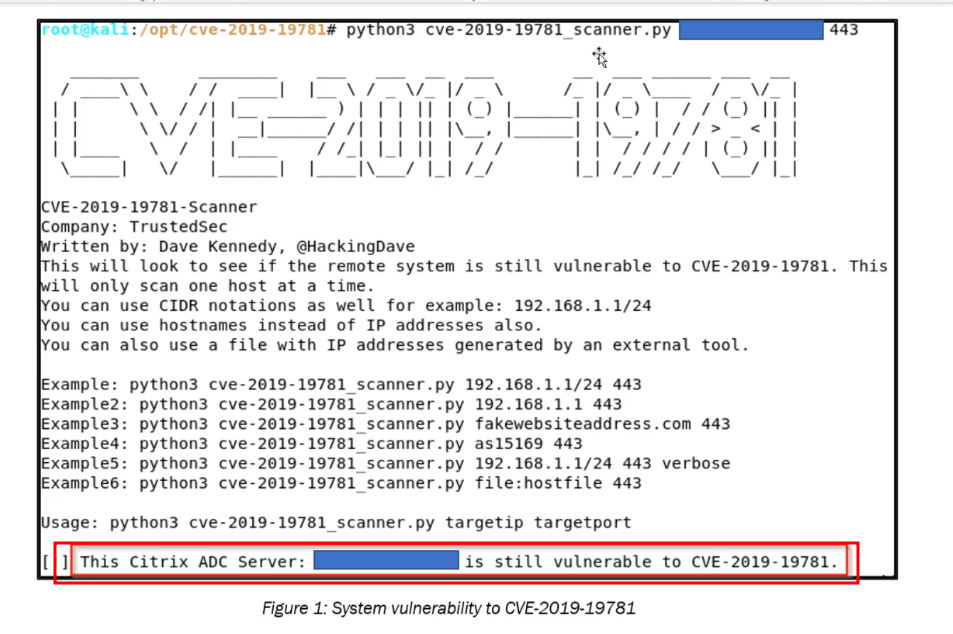 root@kali:/opt/cve-2019-19781# python3 cve-2019-19781_scanner.py 443
CVE-2019-19781
CVE-2019-19781-Scanner
Company: TrustedSec
Written by: Dave Kennedy, @HackingDave
This will look to see if the remote system is still vulnerable to CVE-2019-19781. This
will only scan one host at a time.
You can use CIDR notations as well for example: 192.168.1.1/24
You can use hostnames instead of IP addresses also.
You can also use a file with IP addresses generated by an external tool.
Example: python3 cve-2019-19781_scanner.py 192.168.1.1/24 443
Example2: python3 cve-2019-19781_scanner.py 192.168.1.1 443
Example3: python3 cve-2019-19781_scanner.py fakewebsiteaddress.com 443
Example4: python3 cve-2019-19781_scanner.py as15169 443
Example5: python3 cve-2019-19781_scanner.py 192.168.1.1/24 443 verbose
Example6: python3 cve-2019-19781_scanner.py file:hostfile 443
Usage: python3 cve-2019-19781_scanner.py targetip targetport
[ ] This Citrix ADC Server: is still vulnerable to CVE-2019-19781.
Figure 1: System vulnerability to CVE-2019-19781